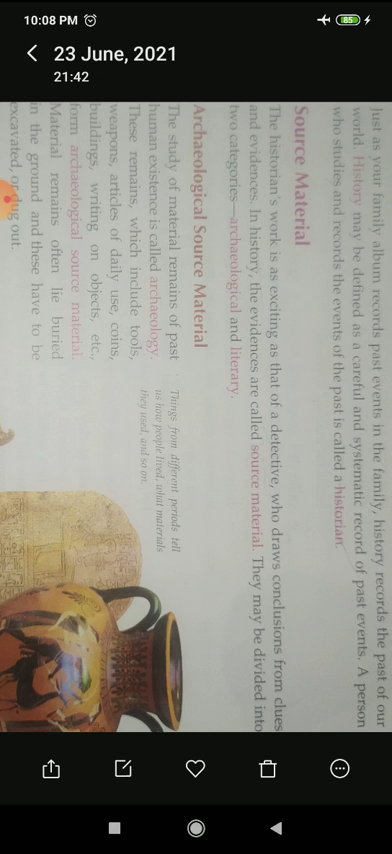 10:08 PM
85
23 June, 2021
21:42
just as your family album records past events in the family, history records the past of our
world. History may be defined as a careful and systematic record of past events. A person
who studies and records the events of the past is called a historian.
Source Material
The historian's work is as exciting as that of a detective, who draws conclusions from clues
and evidences. In history, the evidences are called source material. They may be divided into
two categories—archaeological and literary.
Archaeological Source Material
The study of material remains of past
human existence is called archaeology.
These remains, which include tools,
weapons, articles of daily use, coins,
buildings, writing on objects, etc.,
form archaeological source material.
Material remains often lie buried
in the ground and these have to be
excavated, or dug out.
Things from different periods tell
us how people lived, what materials
they used, and so on.